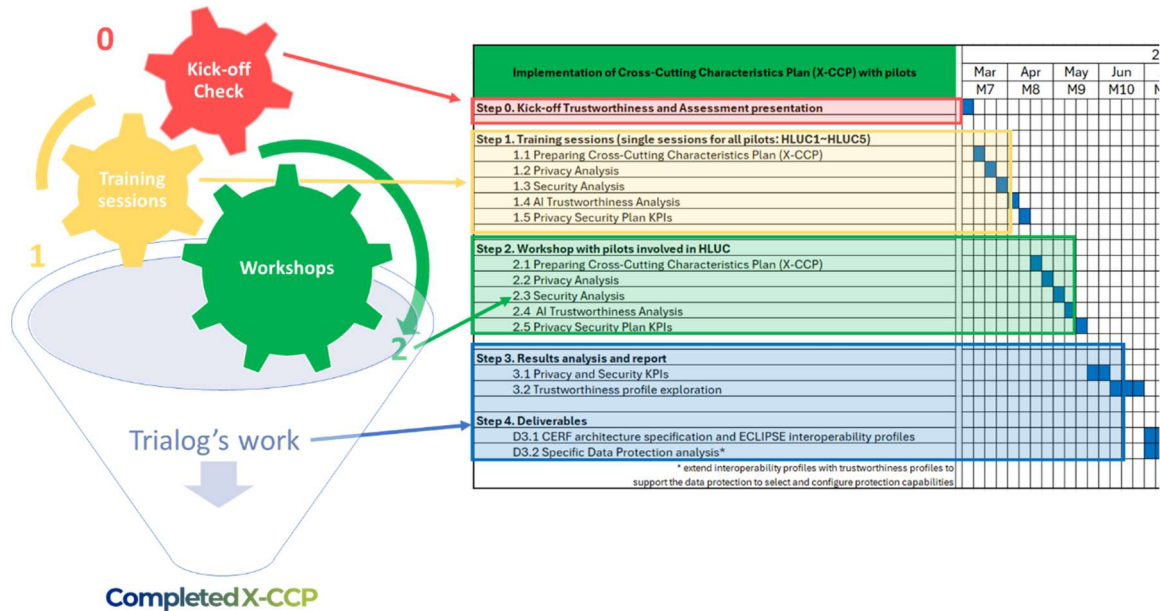 0
Kick-off
Check
Training
sessions
1
Workshops
2
Trialog's work
Completed X-CCP
Implementation of Cross-Cutting Characteristics Plan (X-CCP) with pilots
2
Mar
Apr
May
Jun
M7
M8
M9
M10
Step 0. Kick-off Trustworthiness and Assessment presentation
Step 1. Training sessions (single sessions for all pilots: HLUC1~HLUC5)
1.1 Preparing Cross-Cutting Characteristics Plan (X-CCP)
1.2 Privacy Analysis
1.3 Security Analysis
1.4 AI Trustworthiness Analysis
1.5 Privacy Security Plan KPIs
Step 2. Workshop with pilots involved in HLUC
2.1 Preparing Cross-Cutting Characteristics Plan (X-CCP)
2.2 Privacy Analysis
2.3 Security Analysis
2.4 AI Trustworthiness Analysis
2.5 Privacy Security Plan KPIs
Step 3. Results analysis and report
3.1 Privacy and Security KPIs
3.2 Trustworthiness profile exploration
Step 4. Deliverables
D3.1 CERF architecture specification and ECLIPSE interoperability profiles
D3.2 Specific Data Protection analysis*
* extend interoperability profiles with trustworthiness profiles to
support the data protection to select and configure protection capabilities